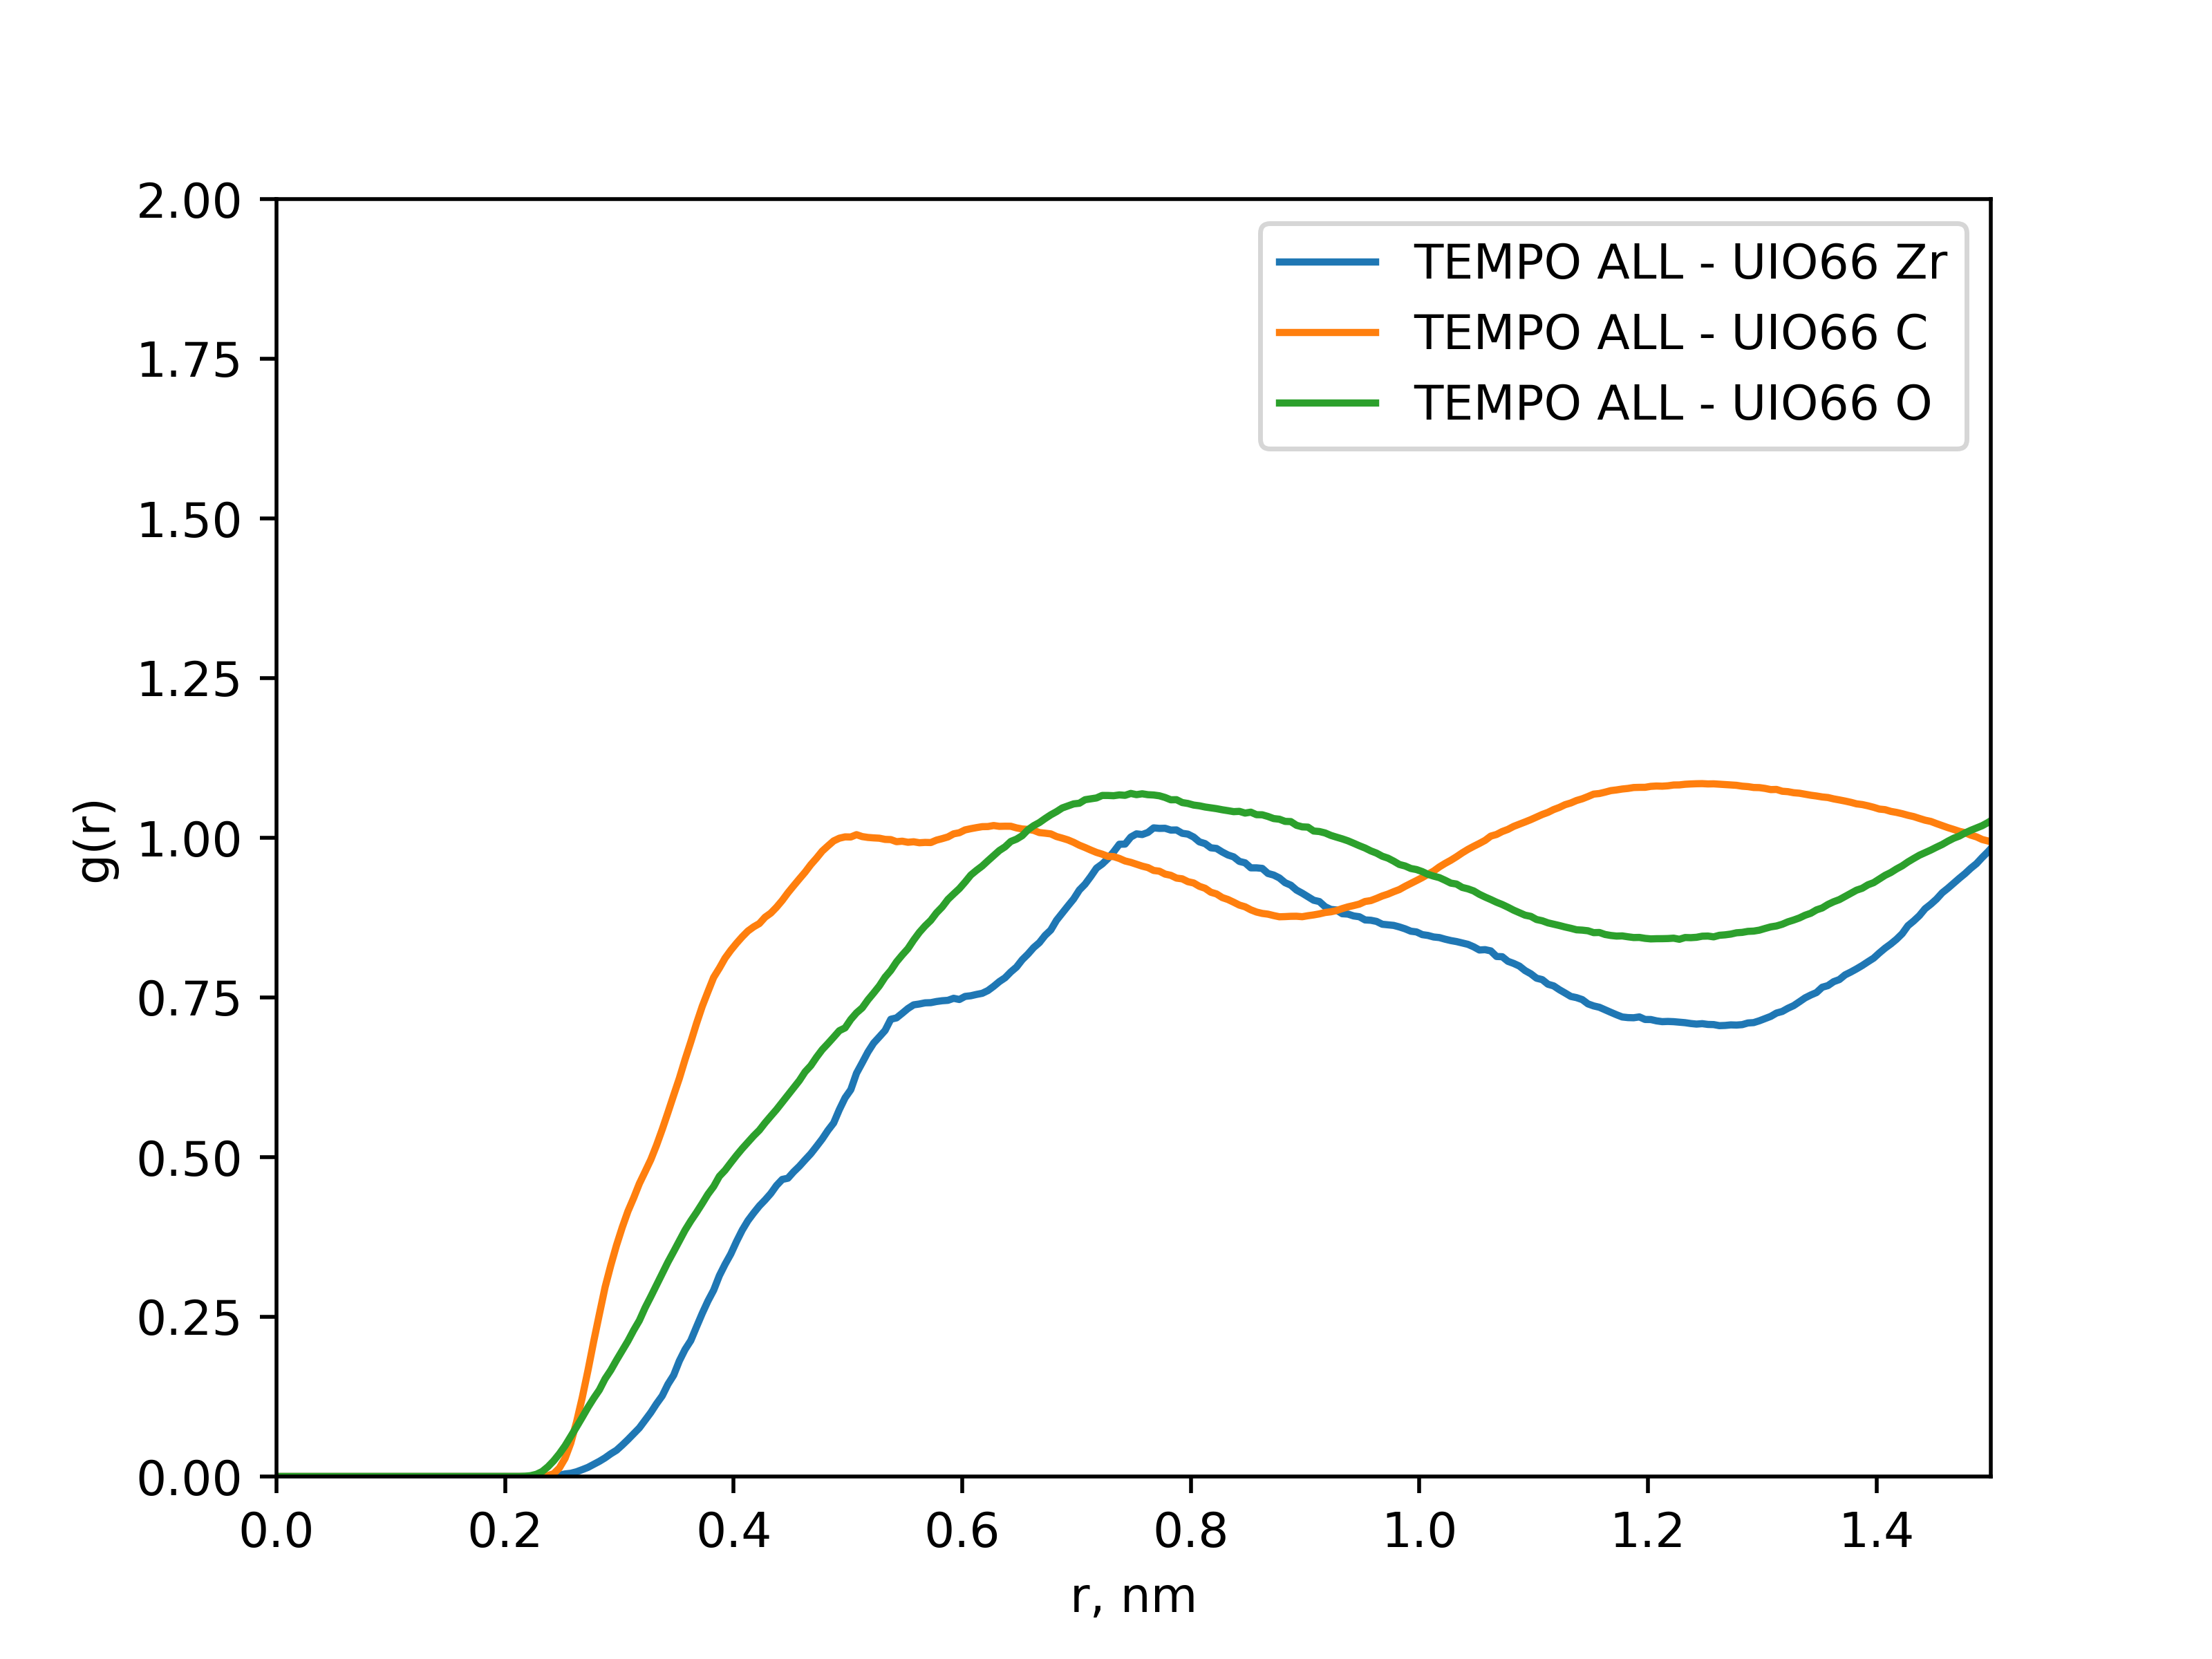 2.00
1.75
1.50
1.25
1.00
0.75
0.50
0.25
0.00
g(r)
TEMPO ALL - UIO66 Zr
TEMPO ALL - UIO66 C
TEMPO ALL - UIO66 O
0.0 0.2 0.4 0.6 0.8 1.0 1.2 1.4
r, nm